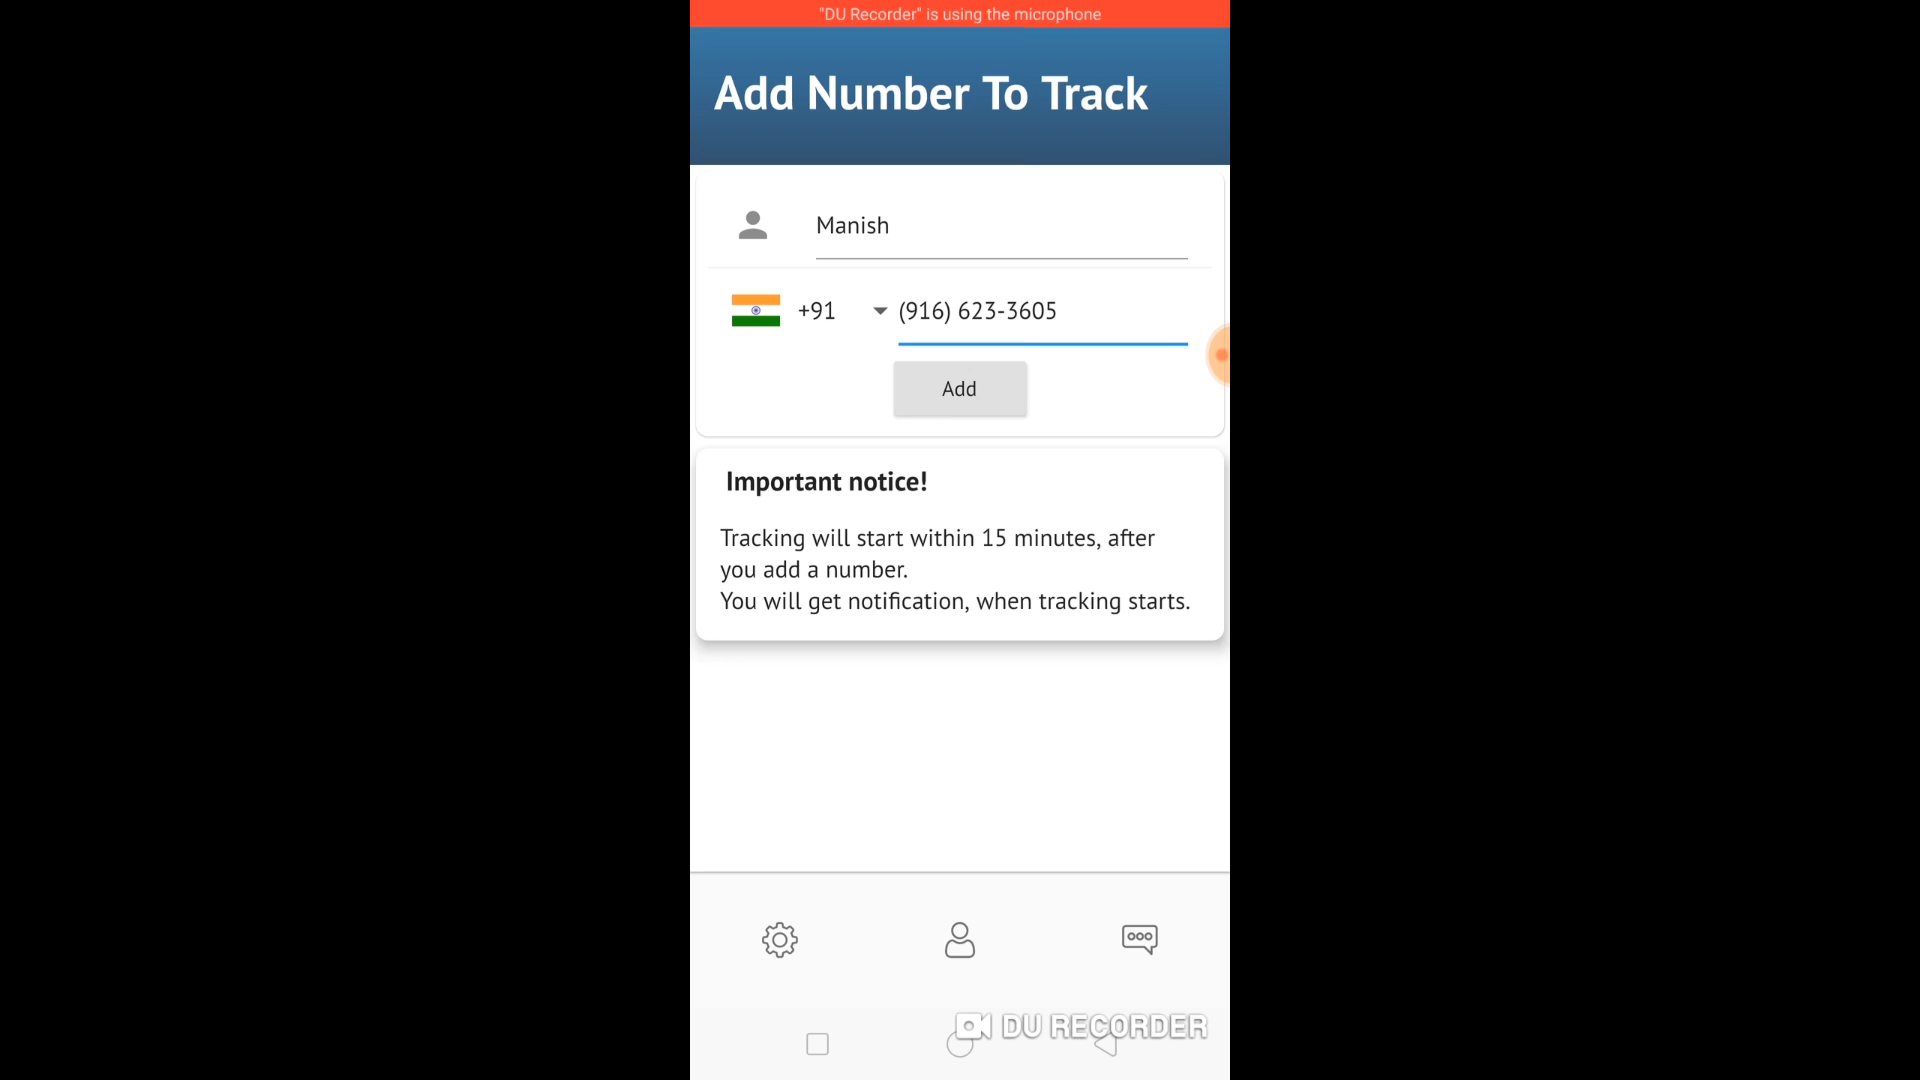 "DU Recorder" is using the microphone
Add Number To Track
Manish
+91 (916) 623-3605
Add
Important notice!
Tracking will start within 15 minutes, after
you add a number.
You will get notification, when tracking starts.
DU RECORDER